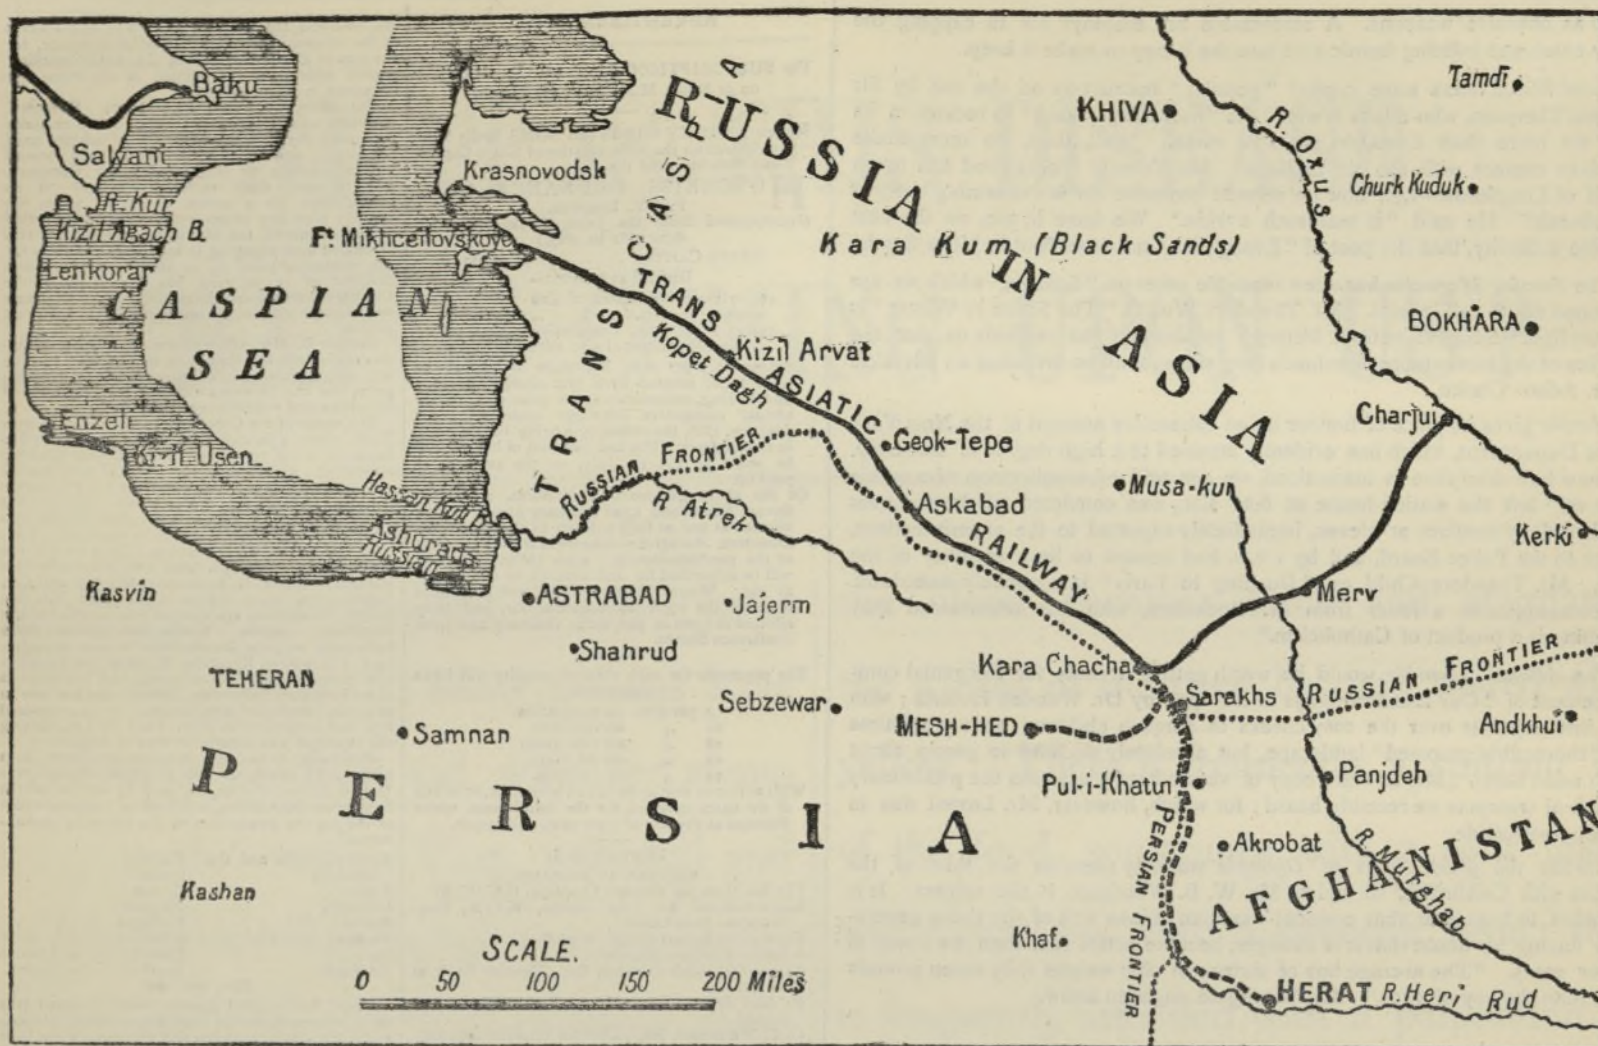 Baku
Salyani
R. Kur
Kizil Agach B.
Lenkoran
CASPIAN
SEA
Enzeli
Kizil Usen
Hassan Kuli B.
Ashurada
Russian
Krasnovodsk
Ft. Mikhceilovskoye
TRANS CASPIA
RUSSIA IN ASIA
KHIVA
Tamdi
R. Oxus
Churk Kuduk
Kara Kum (Black Sands)
BOKHARA
TRANS ASIATIC RAILWAY
Kopet Dagh
Kizil Arvat
Geok-Tepe
Charjui
RUSSIAN FRONTIER
R. Atrek
Askabad
Musa-kur
Kerki
Kasvin
ASTRABAD
Jajerm
Merv
Shahrud
Kara Chacha
TEHERAN
Sebzewar
Sarakhs
RUSSIAN FRONTIER
MESH-HED
Andkhui
Samnan
PERSIA
Pul-i-Khatun
Panjdeh
PERSIAN FRONTIER
Akrobat
R. Murghab
AFGHANISTAN
Kashan
Khaf
SCALE.
0 50 100 150 200 Miles
HERAT R. Heri Rud